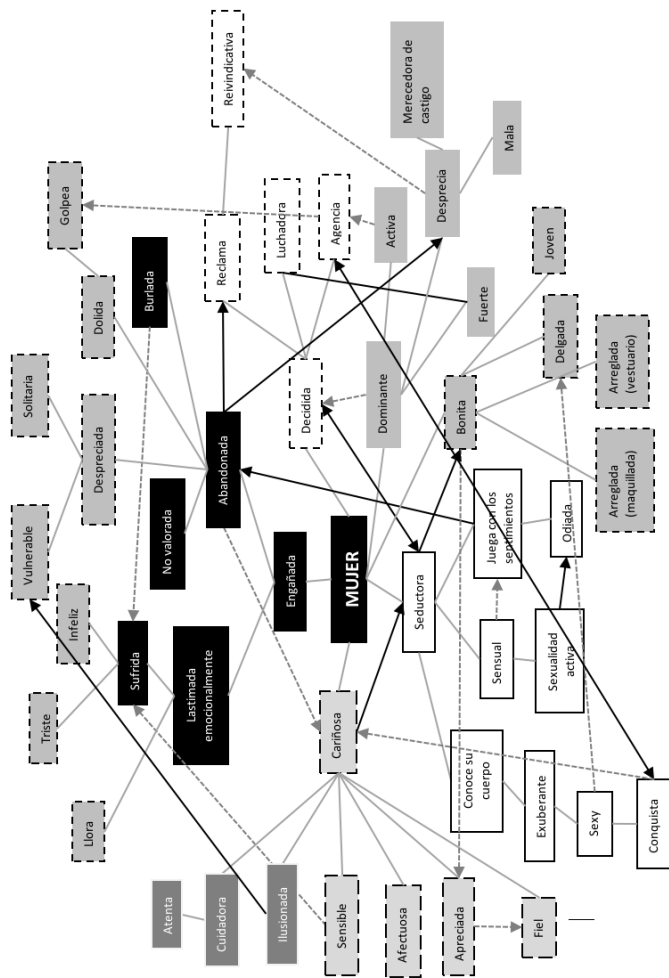 Triste
Vulnerable
Solitaria
Llora
Infeliz
Despreciada
Dolida
Golpea
Sufrida
Burlada
Atenta
Lastimada
emocionalmente
No valorada
Cuidadora
Abandonada
Reclama
Reivindicativa
Ilusionada
Engañada
Decidida
Luchadora
Agencia
Sensible
Cariñosa
MUJER
Dominante
Activa
Merecedora de
castigo
Afectuosa
Seductora
Fuerte
Desprecia
Apreciada
Conoce su
cuerpo
Bonita
Mala
Fiel
Exuberante
Sensual
Juega con los
sentimientos
Joven
Sexy
Sexualidad
activa
Odiada
Delgada
Conquista
Arreglada
(maquillada)
Arreglada
(vestuario)